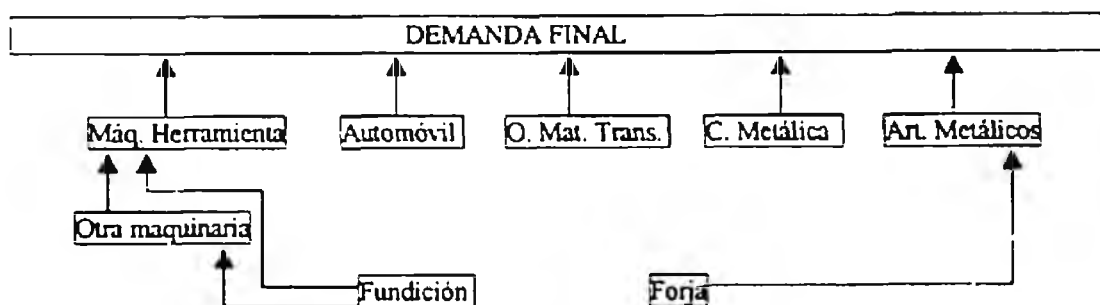 DEMANDA FINAL
Máq. Herramienta
Automóvil
O. Mat. Trans.
C. Metálica
Art. Metálicos
Otra maquinaria
Fundición
Forja